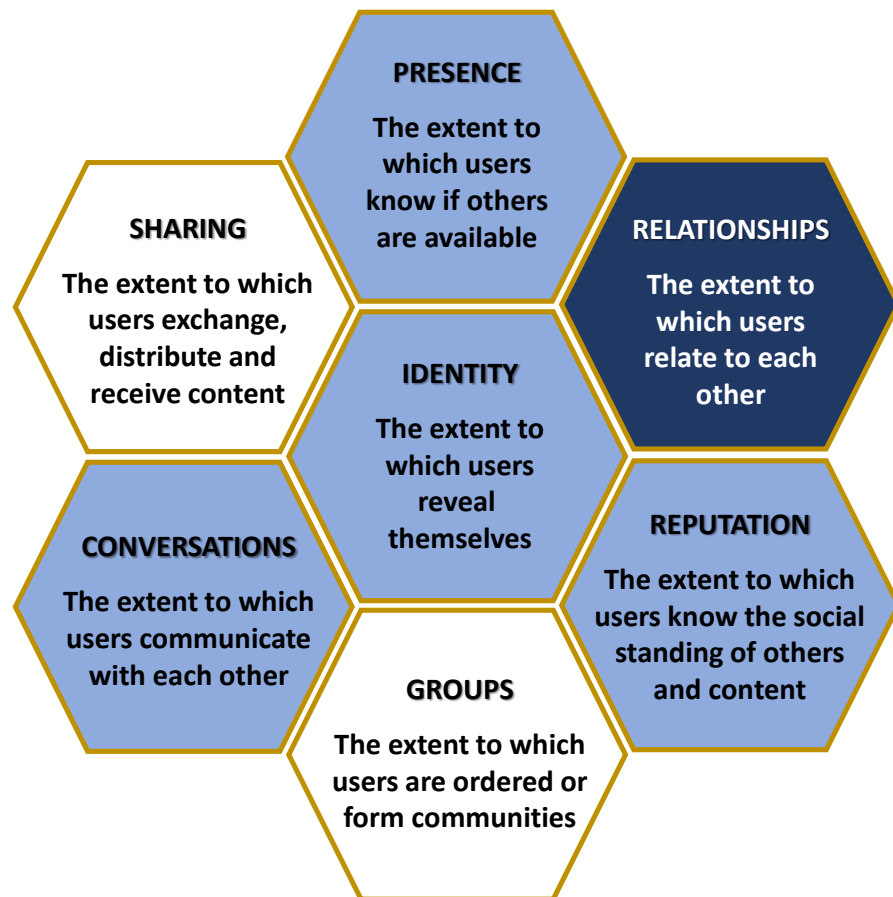 PRESENCE
The extent to
which users
know if others
are available
SHARING
The extent to which
users exchange,
distribute and
receive content
RELATIONSHIPS
The extent to
which users
relate to each
other
IDENTITY
The extent to
which users
reveal
themselves
CONVERSATIONS
The extent to which
users communicate
with each other
REPUTATION
The extent to which
users know the social
standing of others
and content
GROUPS
The extent to which
users are ordered or
form communities